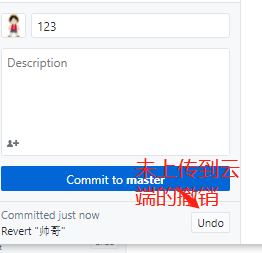 123
Description
Commit to master
未上传到云
端的撤销
Committed just now
Revert "帅哥"
Undo